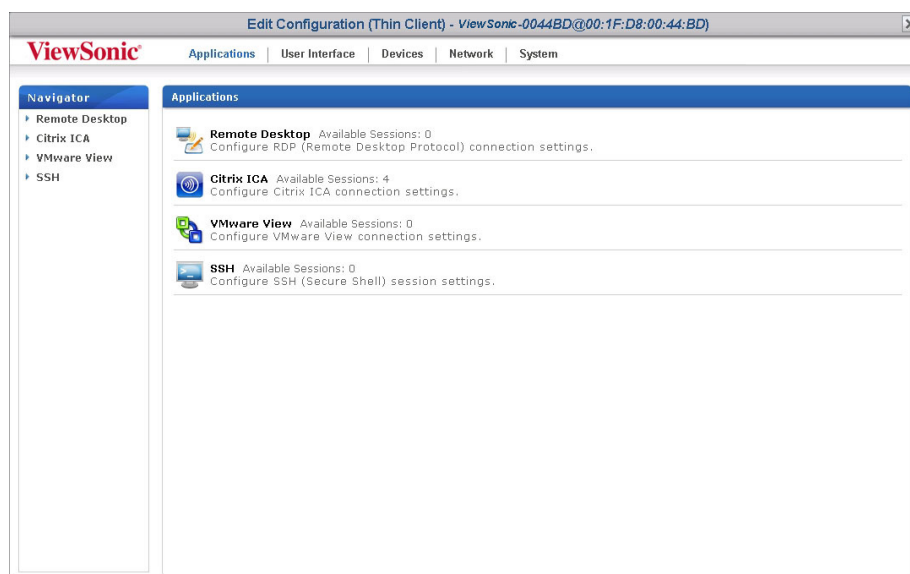 Edit Configuration (Thin Client) - ViewSonic-0044BD@00:1F:D8:00:44:BD)
ViewSonic®
Applications | User Interface | Devices | Network | System
Navigator
Remote Desktop
Citrix ICA
VMware View
SSH
Applications
Remote Desktop Available Sessions: 0
Configure RDP (Remote Desktop Protocol) connection settings.
Citrix ICA Available Sessions: 4
Configure Citrix ICA connection settings.
VMware View Available Sessions: 0
Configure VMware View connection settings.
SSH Available Sessions: 0
Configure SSH (Secure Shell) session settings.